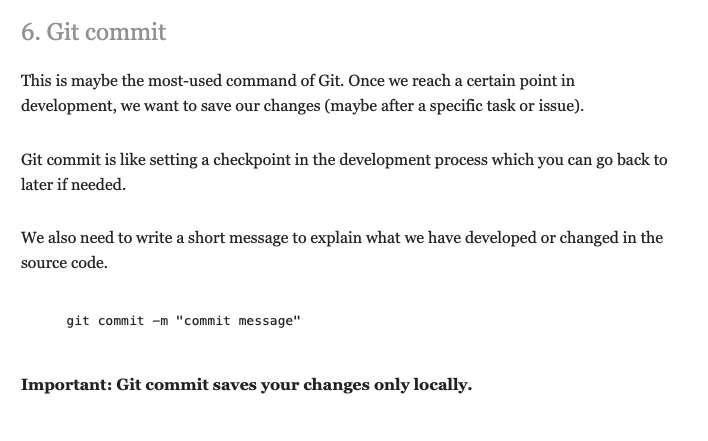 6. Git commit
This is maybe the most-used command of Git. Once we reach a certain point in
development, we want to save our changes (maybe after a specific task or issue).
Git commit is like setting a checkpoint in the development process which you can go back to
later if needed.
We also need to write a short message to explain what we have developed or changed in the
source code.
git commit –m "commit message"
Important: Git commit saves your changes only locally.